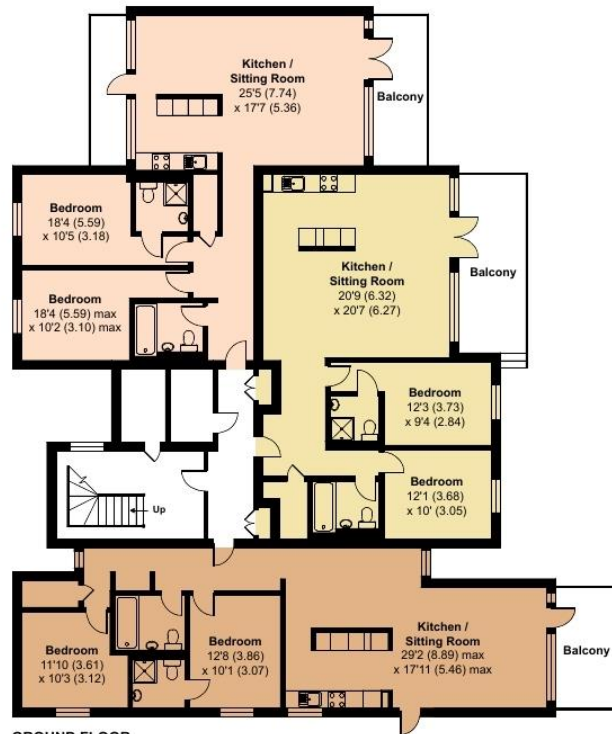 Kitchen /
Sitting Room
25'5 (7.74)
x 17'7 (5.36)
Balcony
Bedroom
18'4 (5.59)
x 10'5 (3.18)
Bedroom
18'4 (5.59) max
x 10'2 (3.10) max
Kitchen /
Sitting Room
20'9 (6.32)
x 20'7 (6.27)
Balcony
Bedroom
12'3 (3.73)
x 9'4 (2.84)
Bedroom
12'1 (3.68)
x 10' (3.05)
Up
Bedroom
11'10 (3.61)
x 10'3 (3.12)
Bedroom
12'8 (3.86)
x 10'1 (3.07)
Kitchen /
Sitting Room
29'2 (8.89) max
x 17'11 (5.46) max
Balcony
GROUND FLOOR